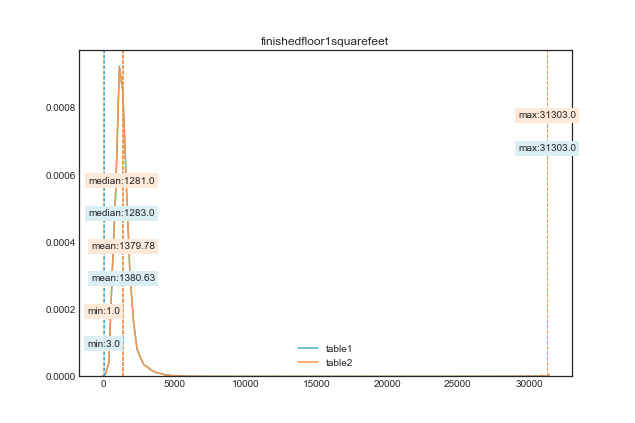 finishedfloor1squarefeet
0.0008
max:31303.0
max:31303.0
0.0006
median:1281.0
median:1283.0
0.0004
mean:1379.78
mean:1380.63
0.0002
min:1.0
min:3.0
table1
table2
0.0000
0
5000
10000
15000
20000
25000
30000